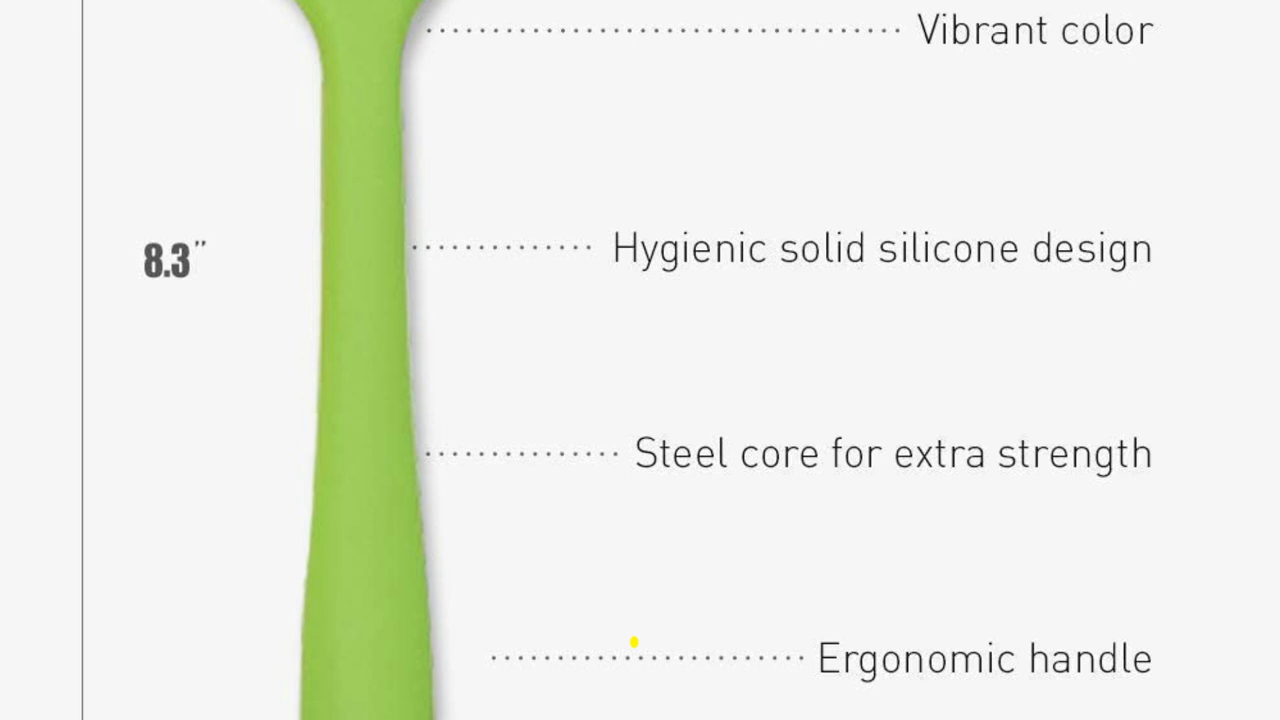 Vibrant color
8.3″
Hygienic solid silicone design
Steel core for extra strength
Ergonomic handle